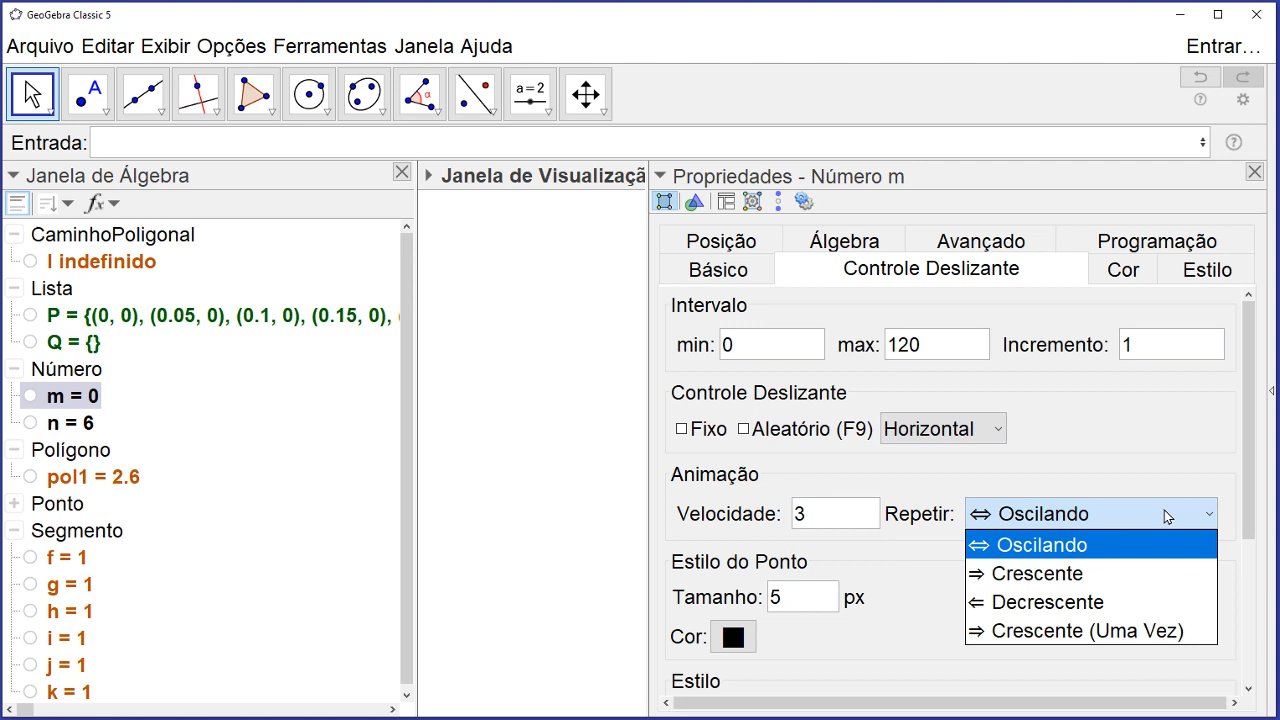 GeoGebra Classic 5
Arquivo Editar Exibir Opções Ferramentas Janela Ajuda Entrar...
A α a = 2
Entrada:
Janela de Álgebra
fx
CaminhoPoligonal
l indefinido
Lista
P = {(0, 0), (0.05, 0), (0.1, 0), (0.15, 0),
Q = {}
Número
m = 0
n = 6
Polígono
pol1 = 2.6
Ponto
Segmento
f = 1
g = 1
h = 1
i = 1
j = 1
k = 1
Janela de Visualizaçã
Propriedades - Número m
Posição Álgebra Avançado Programação
Básico Controle Deslizante Cor Estilo
Intervalo
min: 0 max: 120 Incremento: 1
Controle Deslizante
Fixo Aleatório (F9) Horizontal
Animação
Velocidade: 3 Repetir: ⇔ Oscilando
⇔ Oscilando
⇒ Crescente
⇐ Decrescente
⇒ Crescente (Uma Vez)
Estilo do Ponto
Tamanho: 5 px
Cor:
Estilo